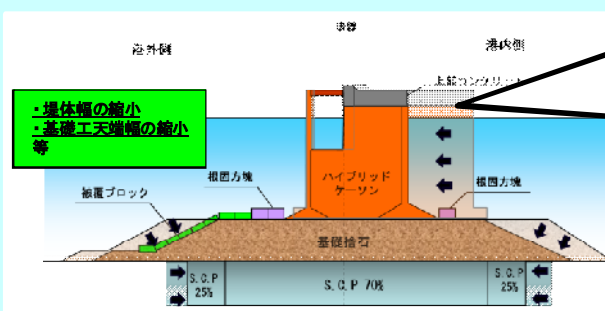 法線
港外側
港内側
上部コンクリート
・堤体幅の縮小
・基礎工天端幅の縮小
等
ハイブリッド
ケーソン
根固方塊
根固方塊
被覆ブロック
基礎捨石
S.C.P
25%
S.C.P 70%
S.C.P
25%